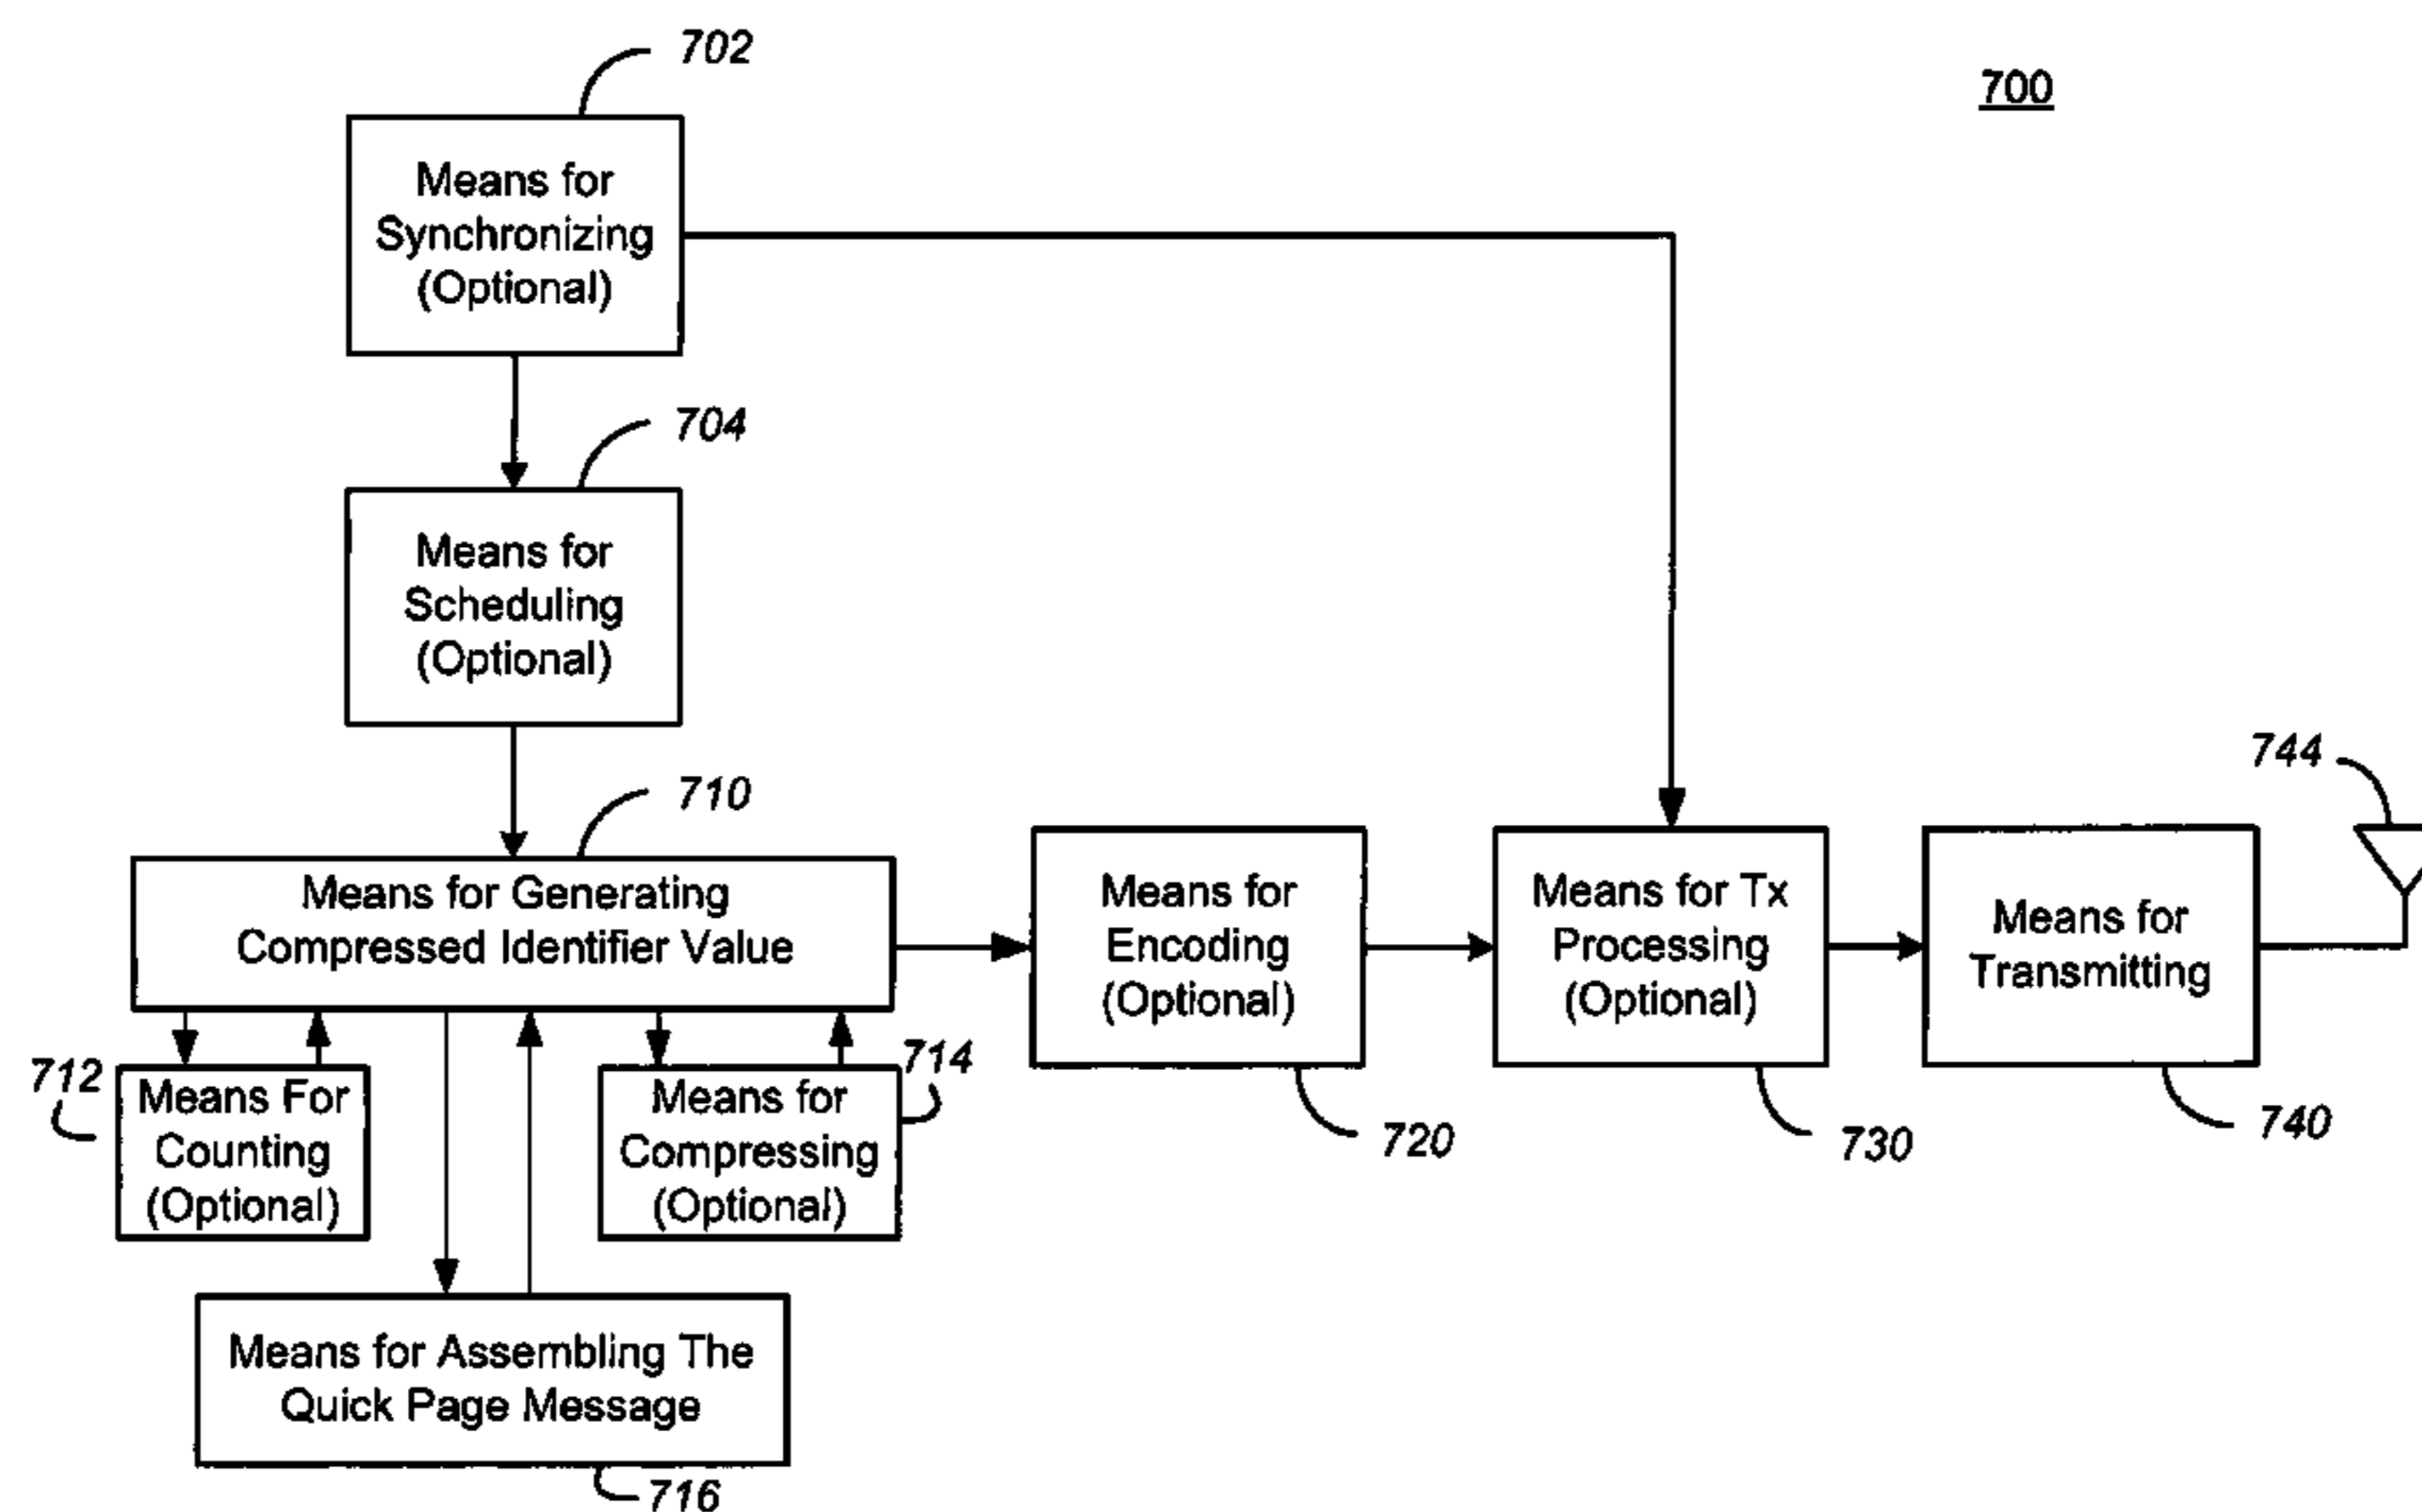 702
700
Means for
Synchronizing
(Optional)
704
Means for
Scheduling
(Optional)
710
Means for Generating
Compressed Identifier Value
712
Means For
Counting
(Optional)
714
Means for
Compressing
(Optional)
Means for Assembling The
Quick Page Message
716
Means for
Encoding
(Optional)
720
Means for Tx
Processing
(Optional)
730
Means for
Transmitting
740
744